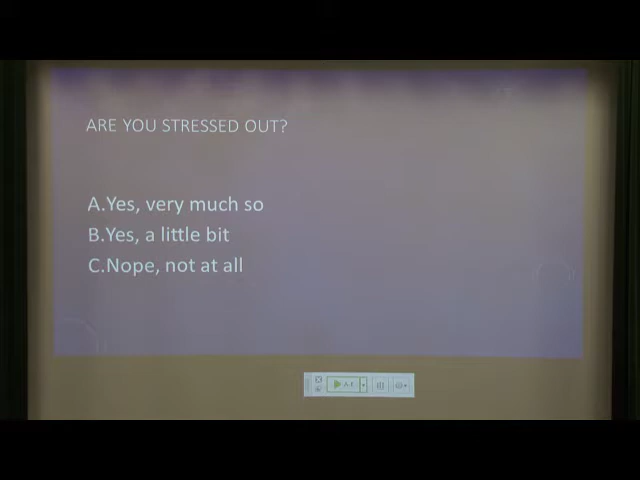 ARE YOU STRESSED OUT?
A.Yes, very much so
B.Yes, a little bit
C.Nope, not at all